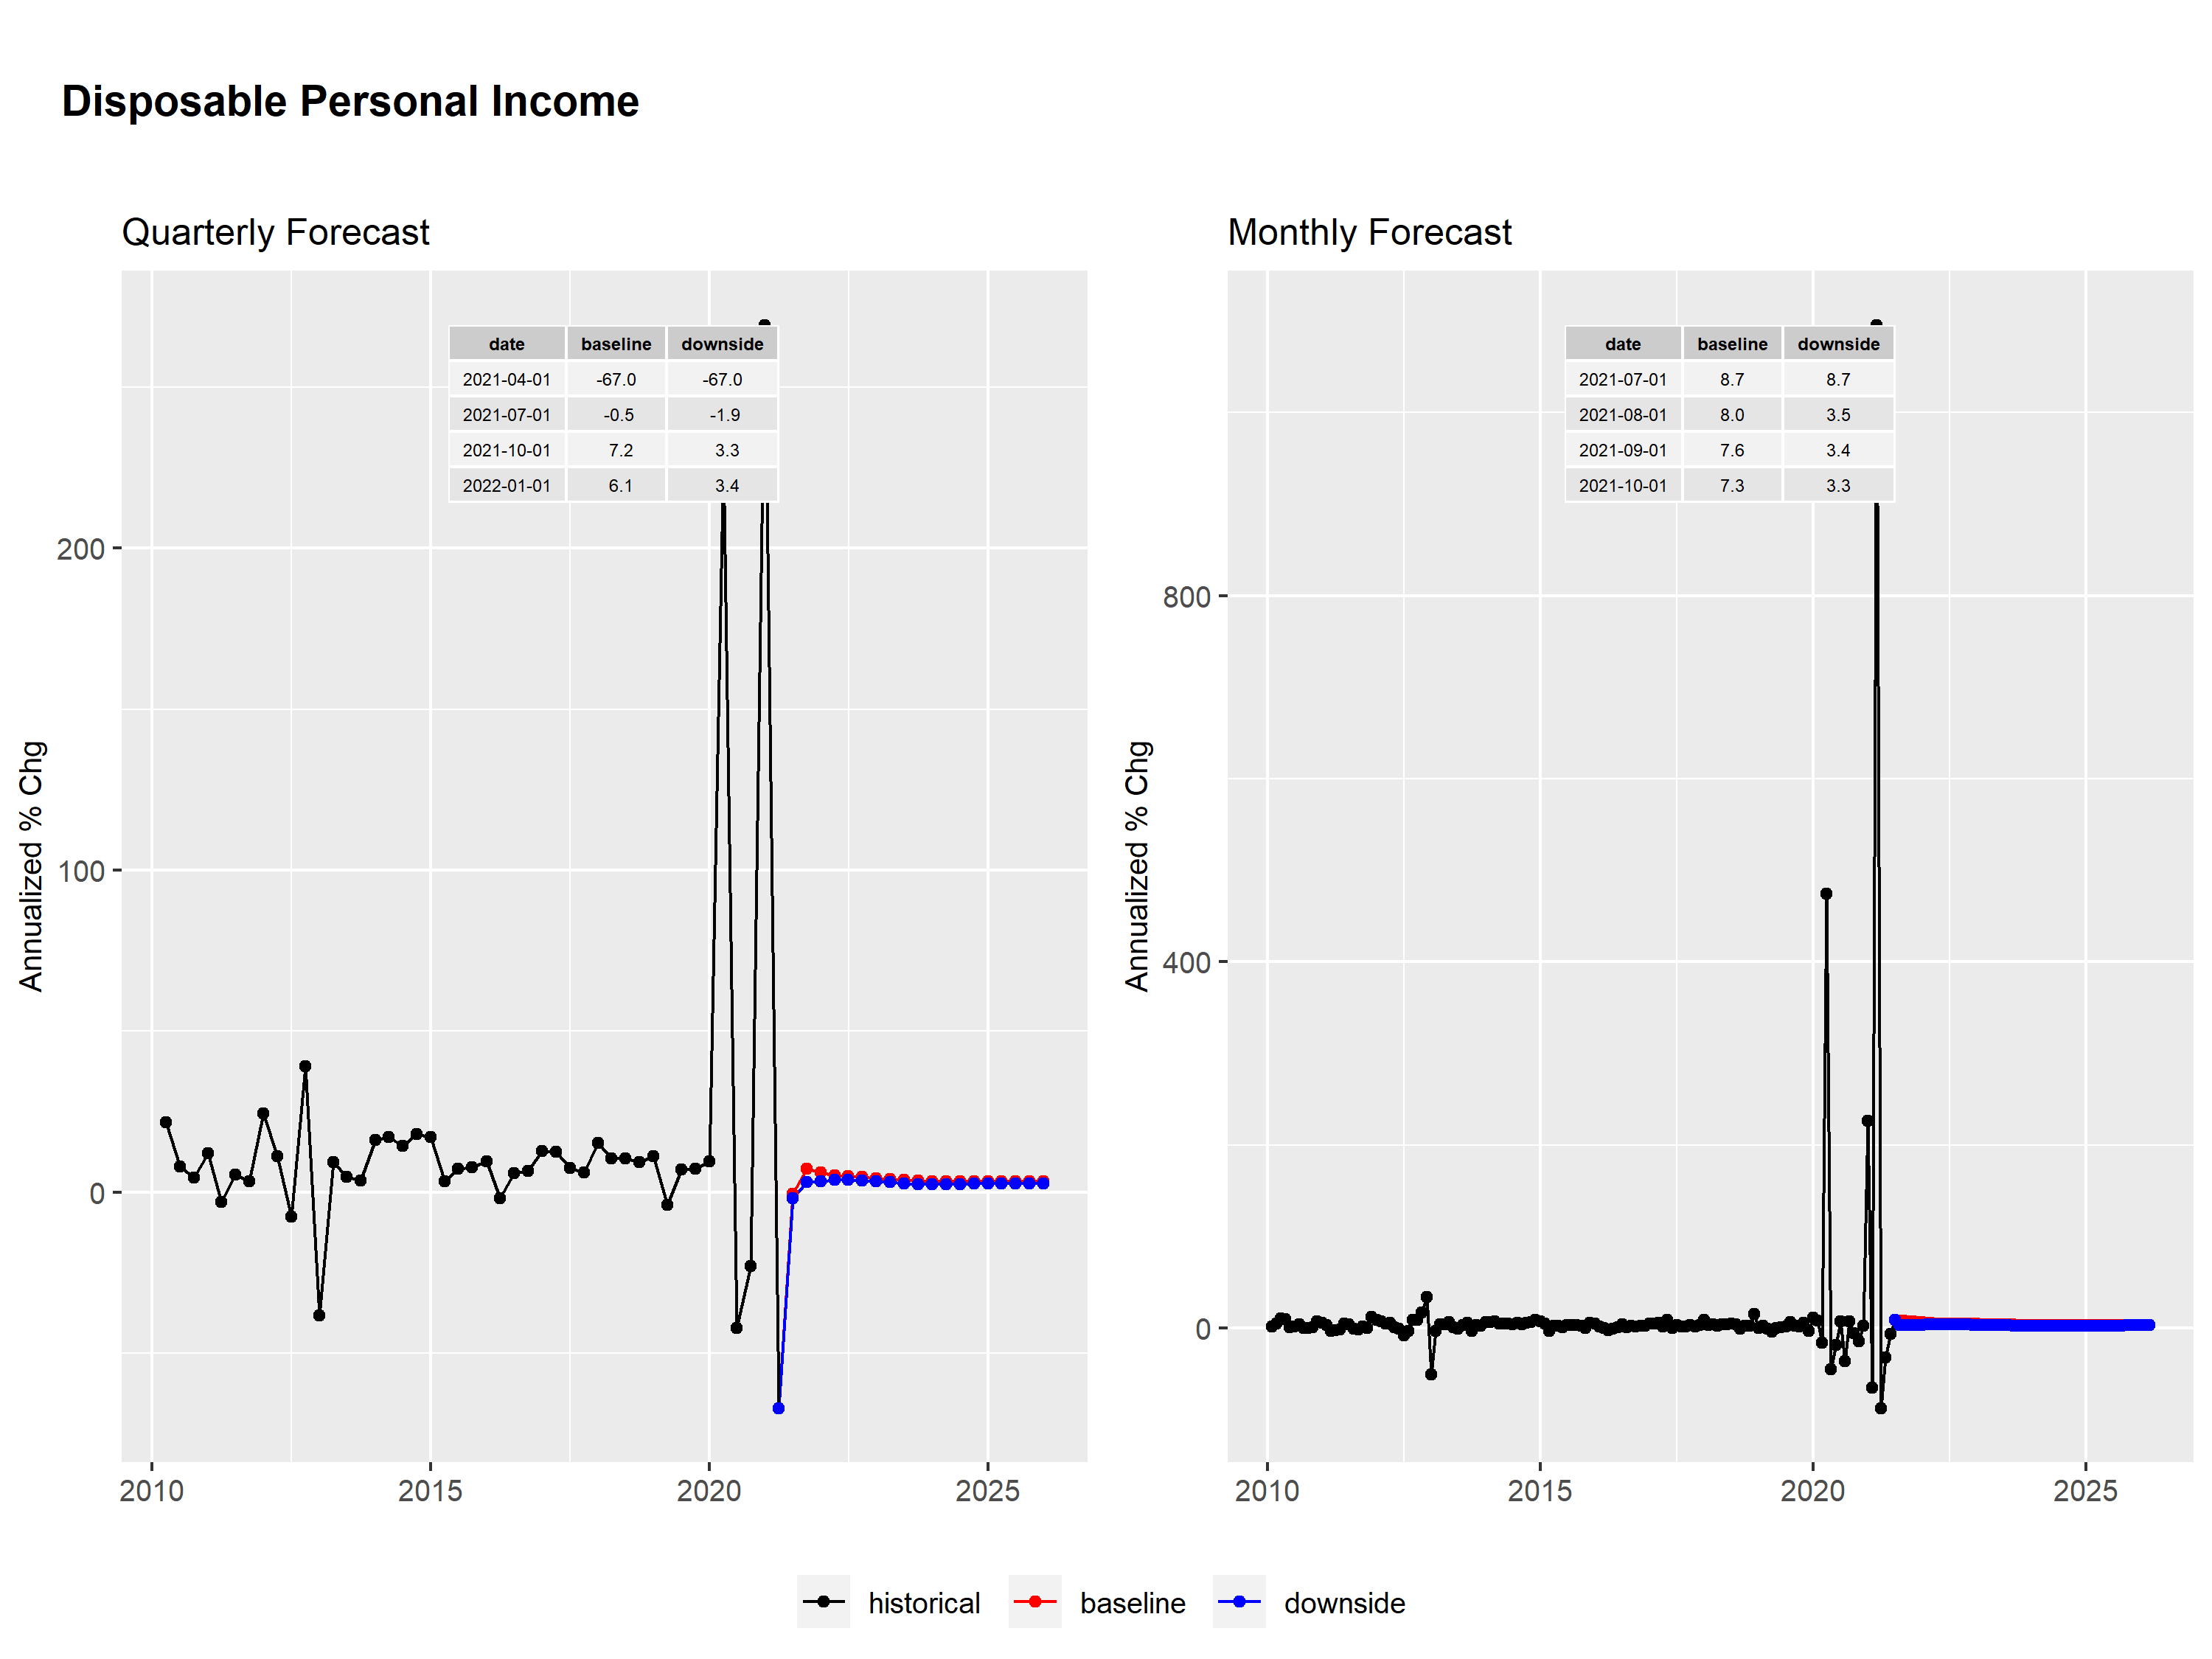 Disposable Personal Income
Quarterly Forecast
Annualized % Chg
200
100
0
date baseline downside
2021-04-01 -67.0 -67.0
2021-07-01 -0.5 -1.9
2021-10-01 7.2 3.3
2022-01-01 6.1 3.4
2010 2015 2020 2025
Monthly Forecast
Annualized % Chg
800
400
0
date baseline downside
2021-07-01 8.7 8.7
2021-08-01 8.0 3.5
2021-09-01 7.6 3.4
2021-10-01 7.3 3.3
2010 2015 2020 2025
historical baseline downside